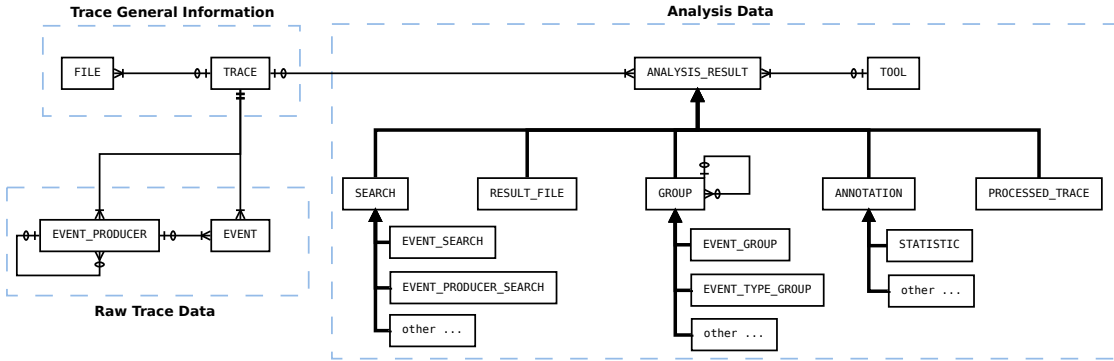 Trace General Information
Analysis Data
FILE
TRACE
ANALYSIS_RESULT
TOOL
SEARCH
RESULT_FILE
GROUP
ANNOTATION
PROCESSED_TRACE
EVENT_PRODUCER
EVENT
EVENT_SEARCH
EVENT_GROUP
STATISTIC
EVENT_PRODUCER_SEARCH
EVENT_TYPE_GROUP
other ...
other ...
other ...
Raw Trace Data